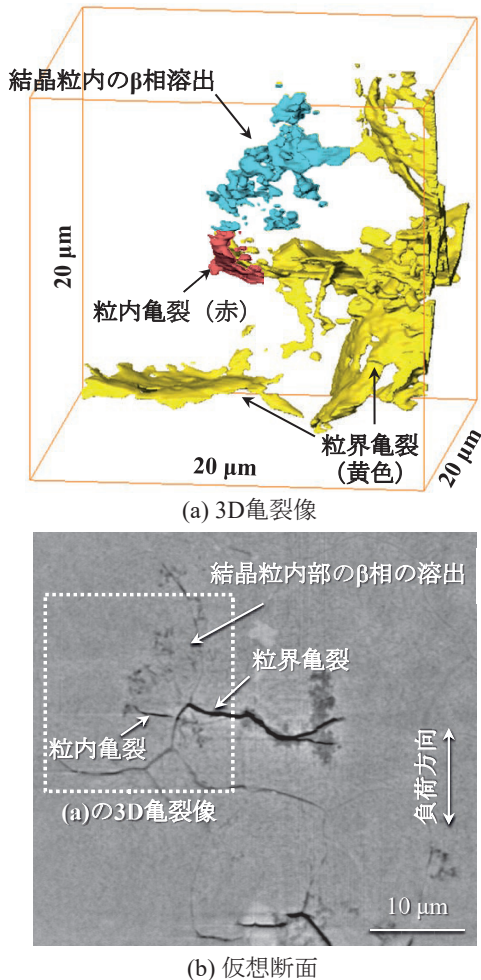 結晶粒内のβ相溶出
20 μm
粒内亀裂（赤）
粒界亀裂
（黄色）
20 μm
20 μm
(a) 3D亀裂像
結晶粒内部のβ相の溶出
粒界亀裂
粒内亀裂
(a)の3D亀裂像
負荷方向
10 μm
(b) 仮想断面